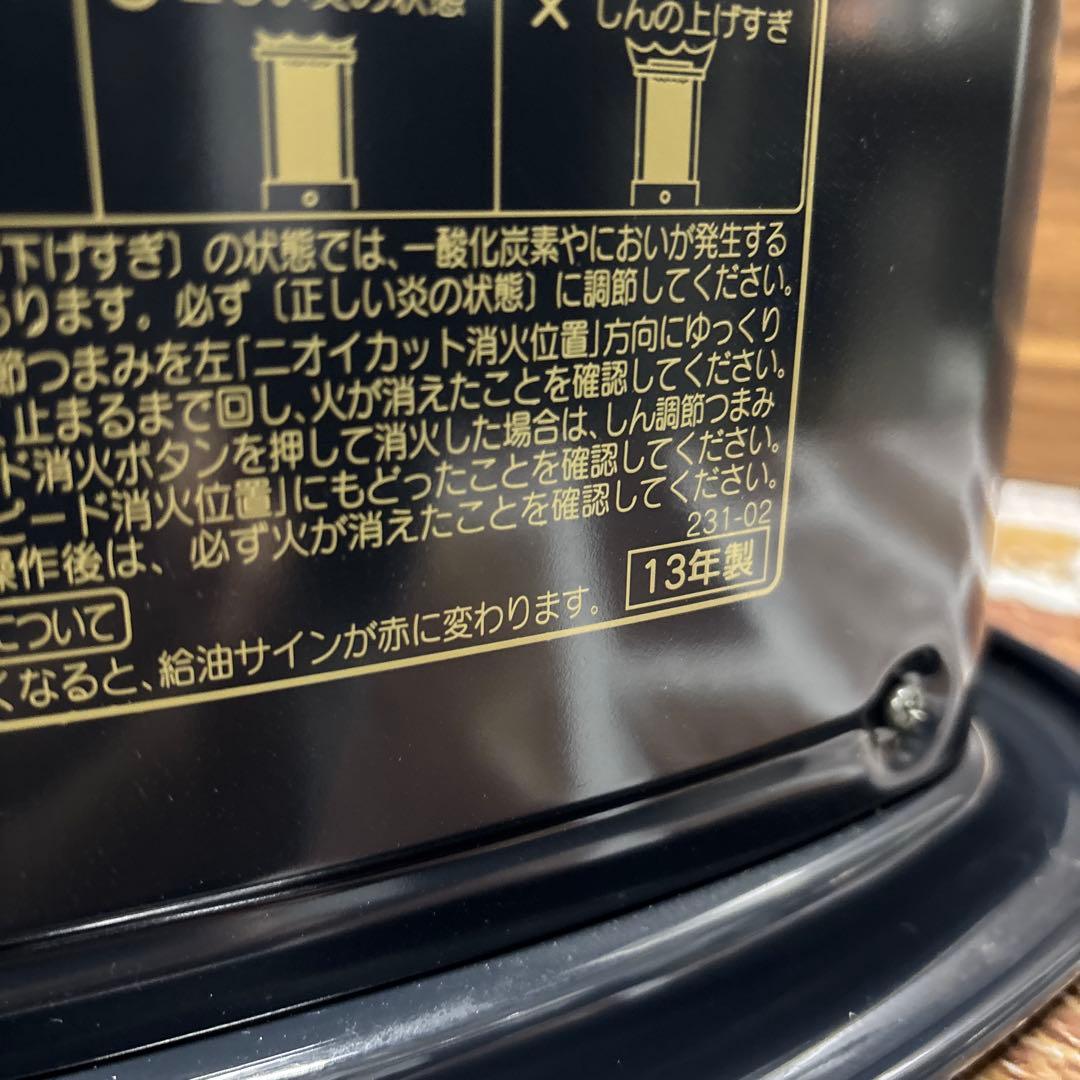 正しい炎の状態
× しんの上げすぎ
下げすぎ〕の状態では、一酸化炭素やにおいが発生する
あります。必ず〔正しい炎の状態〕に調節してください。
節つまみを左「ニオイカット消火位置」方向にゆっくり
止まるまで回し、火が消えたことを確認してください。
ド消火ボタンを押して消火した場合は、しん調節つまみ
ピード消火位置」にもどったことを確認してください。
操作後は、必ず火が消えたことを確認してください。
231-02
について
13年製
くなると、給油サインが赤に変わります。